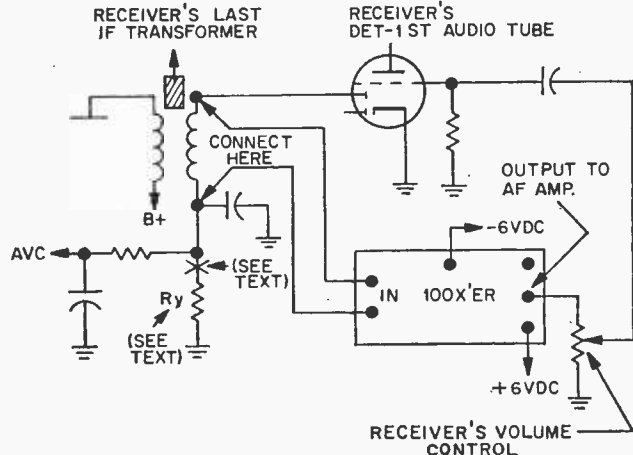 RECEIVER'S LAST
IF TRANSFORMER
RECEIVER'S
DET-1ST AUDIO TUBE
CONNECT
HERE
B+
AVC
(SEE
TEXT)
Ry
(SEE
TEXT)
OUTPUT TO
AF AMP.
-6VDC
IN
100X'ER
+6VDC
RECEIVER'S VOLUME
CONTROL